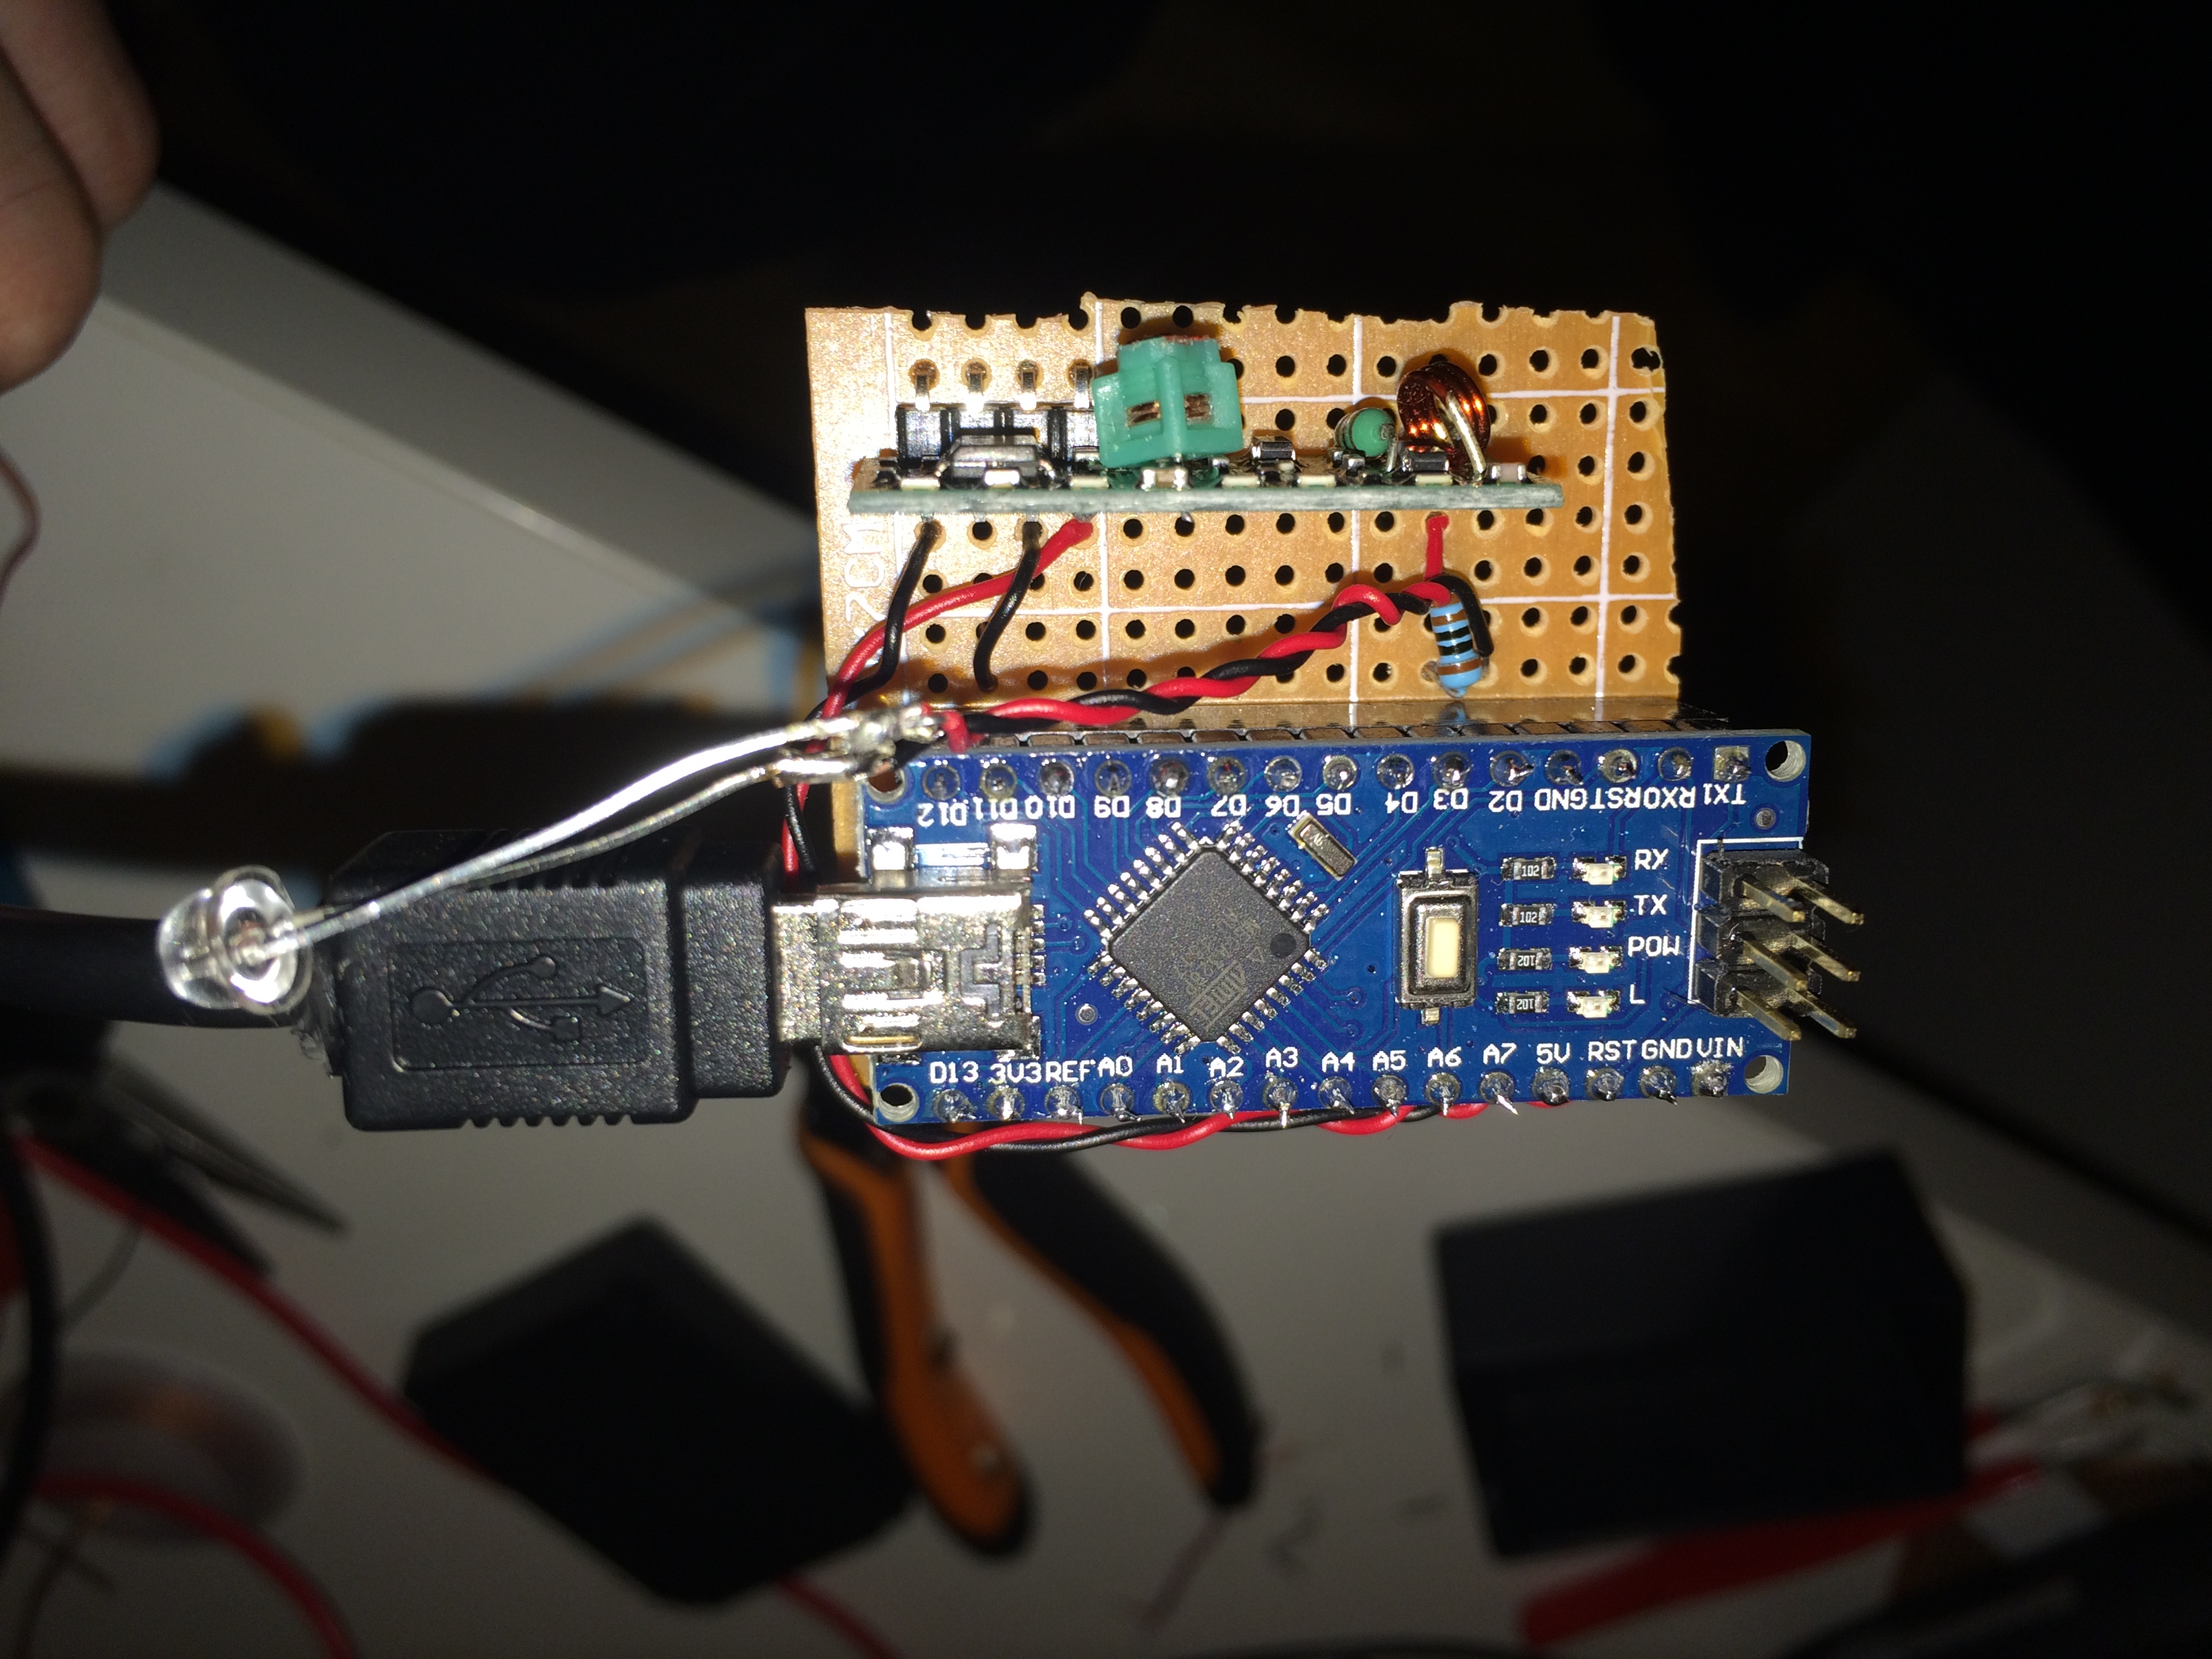 VIN GND RST 5V A7 A6 A5 A4 A3 A2 A1 A0 REF 3V3 D13
L
POW
TX
RX
102
102
102
102
ATMEL
TX1 RX0 RST GND D2 D3 D4 D5 D6 D7 D8 D9 D10 D11 D12